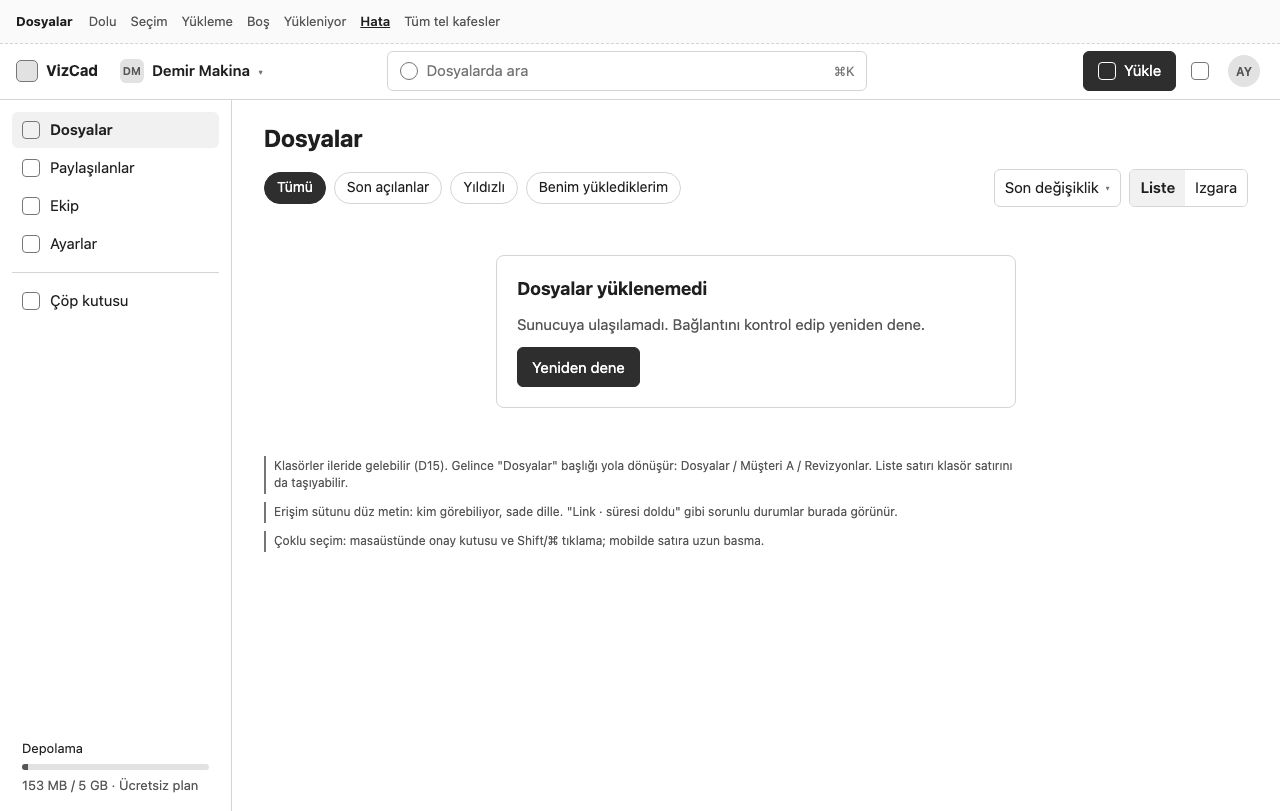 Dosyalar Dolu Seçim Yükleme Boş Yükleniyor Hata Tüm tel kafesler
VizCad DM Demir Makina ▾ Dosyalarda ara ⌘K Yükle AY
Dosyalar
Paylaşılanlar
Ekip
Ayarlar
Çöp kutusu
Depolama
153 MB / 5 GB · Ücretsiz plan
Dosyalar
Tümü Son açılanlar Yıldızlı Benim yüklediklerim Son değişiklik ▾ Liste Izgara
Dosyalar yüklenemedi
Sunucuya ulaşılamadı. Bağlantını kontrol edip yeniden dene.
Yeniden dene
Klasörler ileride gelebilir (D15). Gelince "Dosyalar" başlığı yola dönüşür: Dosyalar / Müşteri A / Revizyonlar. Liste satırı klasör satırını
da taşıyabilir.
Erişim sütunu düz metin: kim görebiliyor, sade dille. "Link · süresi doldu" gibi sorunlu durumlar burada görünür.
Çoklu seçim: masaüstünde onay kutusu ve Shift/⌘ tıklama; mobilde satıra uzun basma.